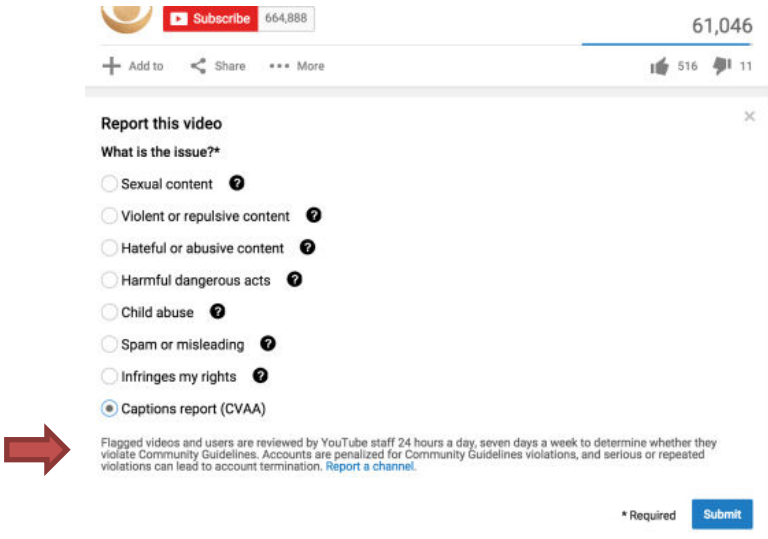 Subscribe 664,888
61,046
Add to Share More 516 11
Report this video
What is the issue?*
Sexual content ?
Violent or repulsive content ?
Hateful or abusive content ?
Harmful dangerous acts ?
Child abuse ?
Spam or misleading ?
Infringes my rights ?
Captions report (CVAA)
Flagged videos and users are reviewed by YouTube staff 24 hours a day, seven days a week to determine whether they
violate Community Guidelines. Accounts are penalized for Community Guidelines violations, and serious or repeated
violations can lead to account termination. Report a channel.
* Required Submit